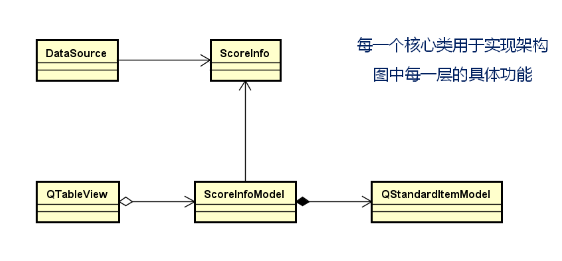 DataSource
ScoreInfo
每一个核心类用于实现架构
图中每一层的具体功能
QTableView
ScoreInfoModel
QStandardItemModel